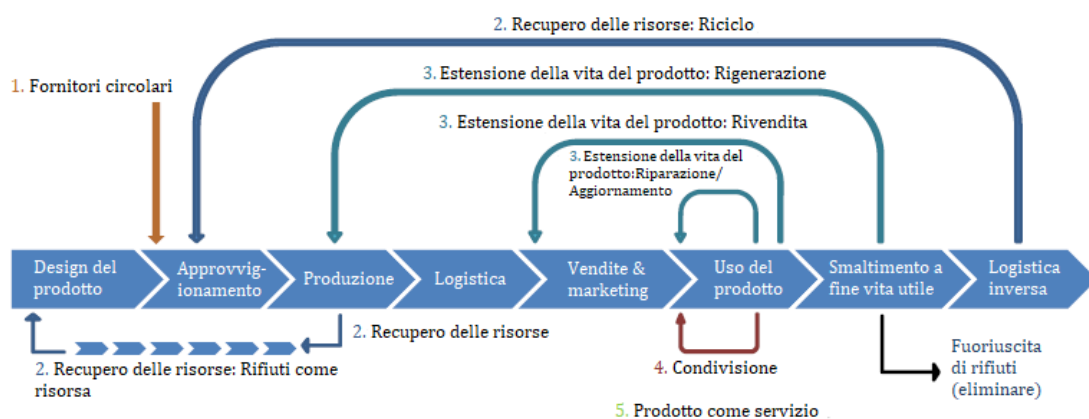 2. Recupero delle risorse: Riciclo
3. Estensione della vita del prodotto: Rigenerazione
1. Fornitori circolari
3. Estensione della vita del prodotto: Rivendita
3. Estensione della vita del
prodotto:Riparazione/
Aggiornamento
Design del
prodotto
Approvvig-
ionamento
Produzione
Logistica
Vendite &
marketing
Uso del
prodotto
Smaltimento a
fine vita utile
Logistica
inversa
2. Recupero delle risorse
2. Recupero delle risorse: Rifiuti come
risorsa
4. Condivisione
Fuoriuscita
di rifiuti
(eliminare)
5. Prodotto come servizio